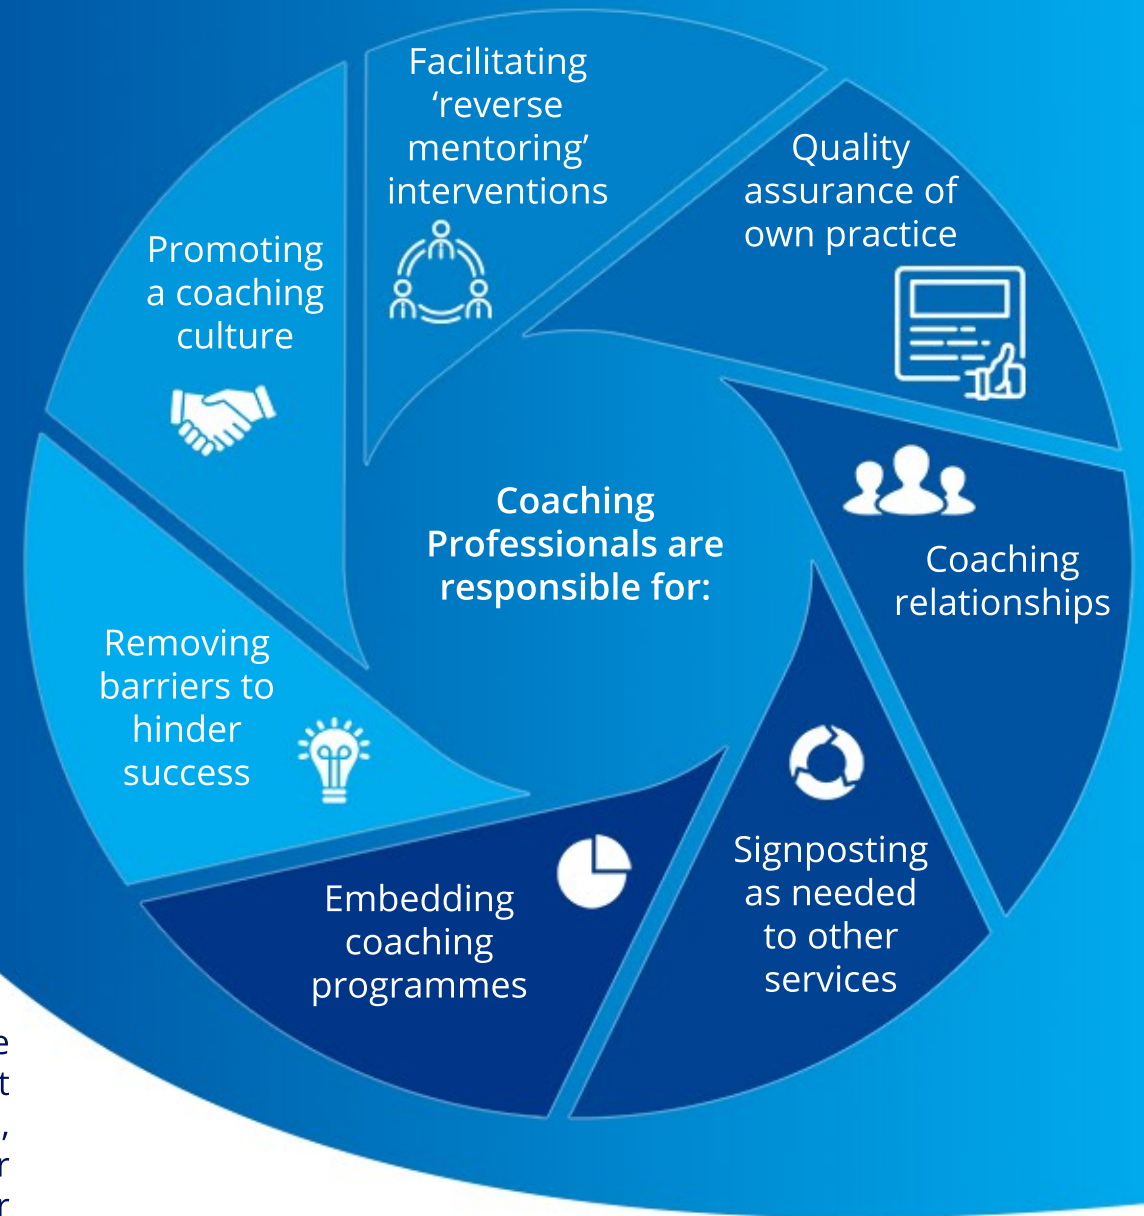 Facilitating
‘reverse
mentoring’
interventions
Quality
assurance of
own practice
Promoting
a coaching
culture
Coaching
Professionals are
responsible for:
Coaching
relationships
Removing
barriers to
hinder
success
Signposting
as needed
to other
services
Embedding
coaching
programmes